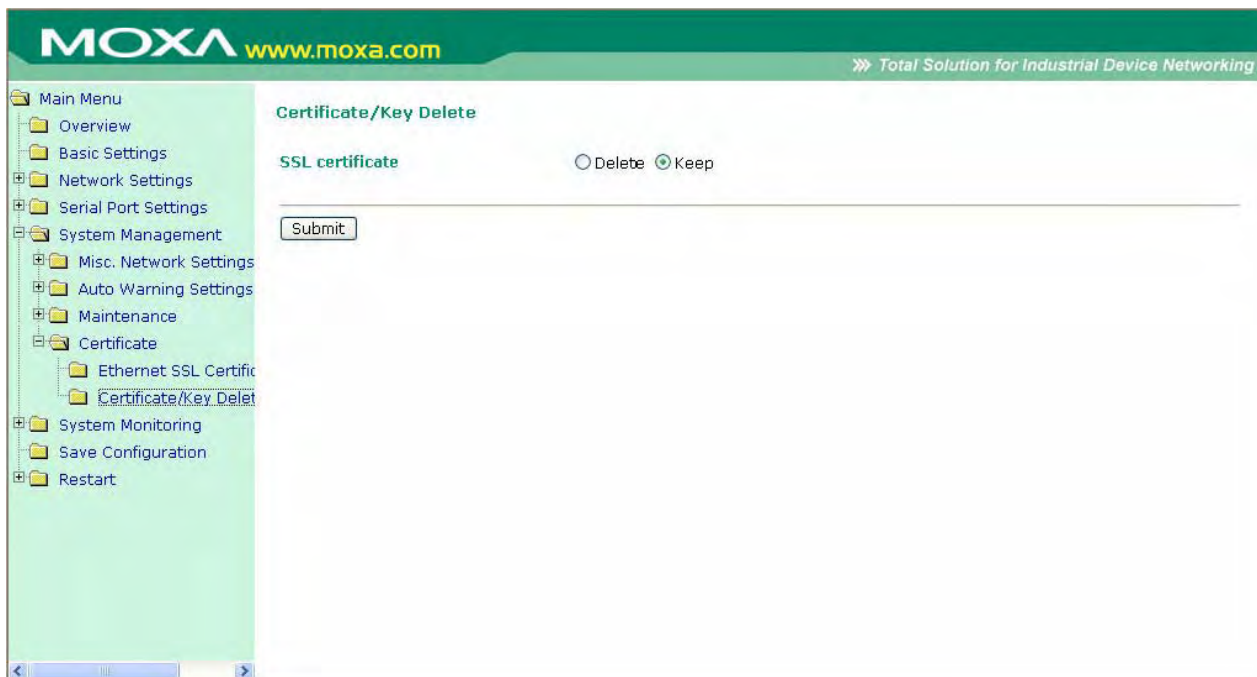 MOXA www.moxa.com
Total Solution for Industrial Device Networking
Main Menu
Overview
Basic Settings
Network Settings
Serial Port Settings
System Management
Misc. Network Settings
Auto Warning Settings
Maintenance
Certificate
Ethernet SSL Certific
Certificate/Key Delet
System Monitoring
Save Configuration
Restart
Certificate/Key Delete
SSL certificate Delete Keep
Submit